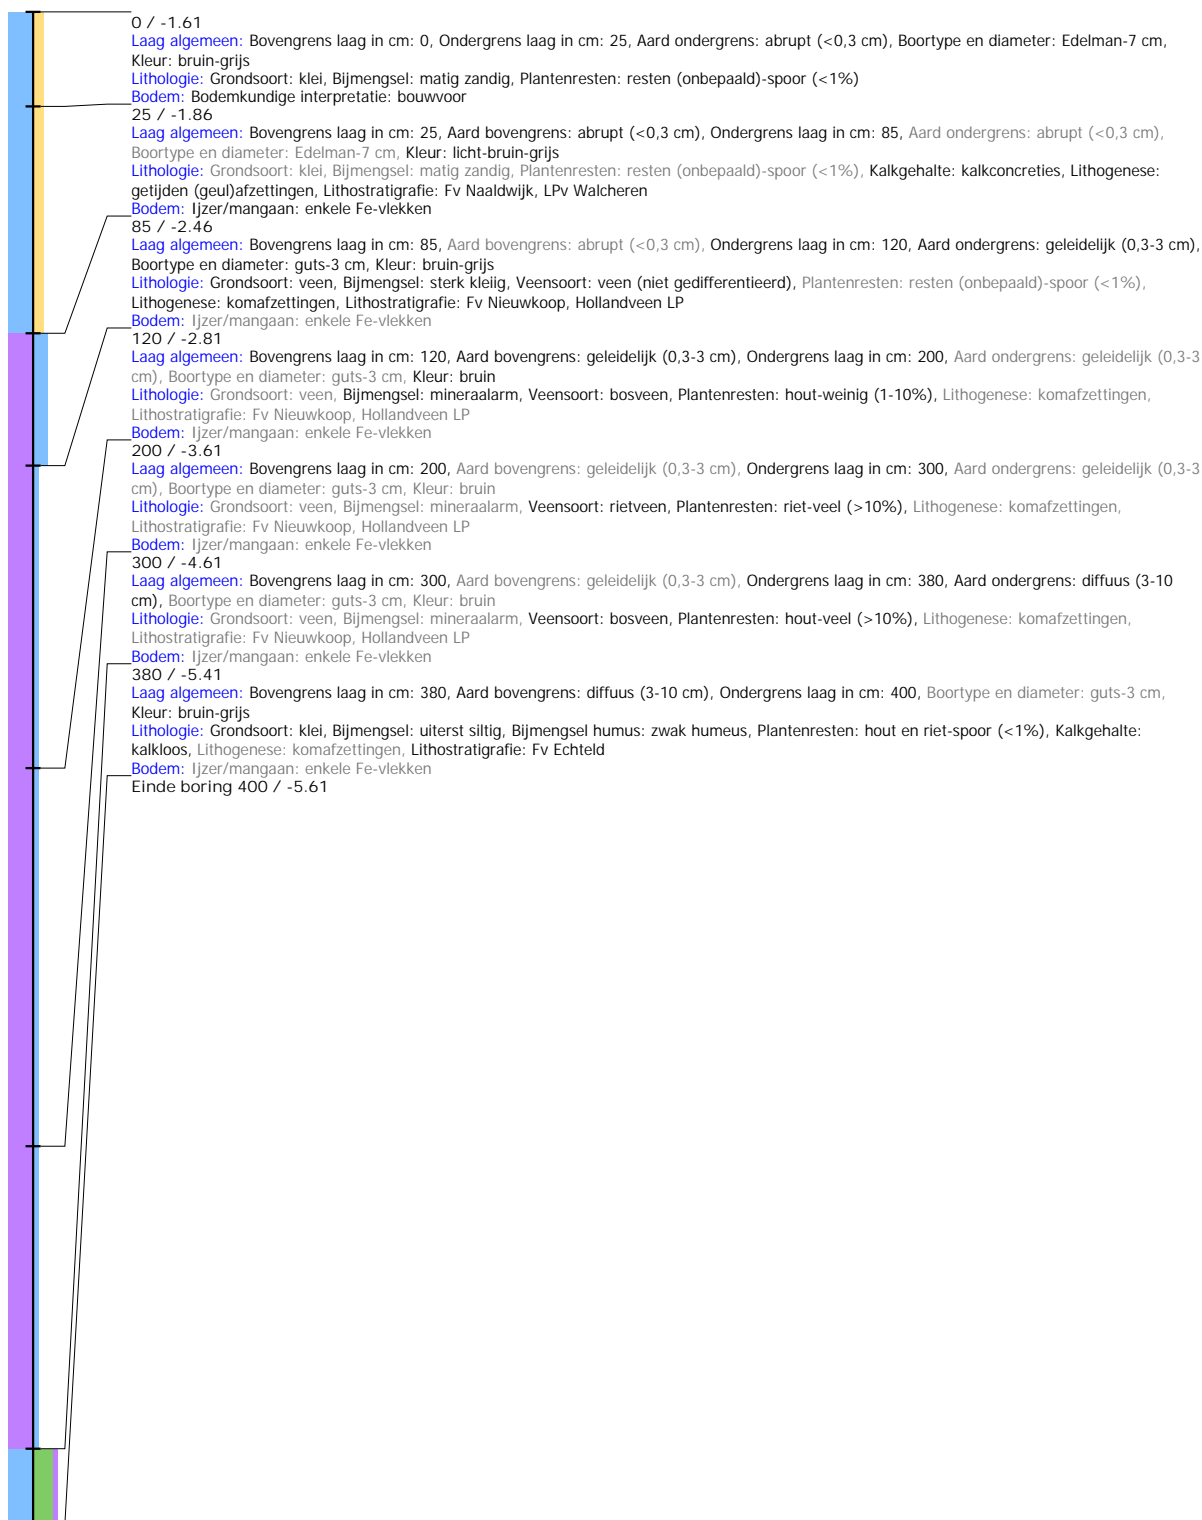 0 / -1.61
Laag algemeen: Bovengrens laag in cm: 0, Ondergrens laag in cm: 25, Aard ondergrens: abrupt (<0,3 cm), Boortype en diameter: Edelman-7 cm,
Kleur: bruin-grijs
Lithologie: Grondsoort: klei, Bijmengsel: matig zandig, Plantenresten: resten (onbepaald)-spoor (<1%)
Bodem: Bodemkundige interpretatie: bouwvoor
25 / -1.86
Laag algemeen: Bovengrens laag in cm: 25, Aard bovengrens: abrupt (<0,3 cm), Ondergrens laag in cm: 85, Aard ondergrens: abrupt (<0,3 cm),
Boortype en diameter: Edelman-7 cm, Kleur: licht-bruin-grijs
Lithologie: Grondsoort: klei, Bijmengsel: matig zandig, Plantenresten: resten (onbepaald)-spoor (<1%), Kalkgehalte: kalkconcreties, Lithogenese:
getijden (geul)afzettingen, Lithostratigrafie: Fv Naaldwijk, LPv Walcheren
Bodem: Ijzer/mangaan: enkele Fe-vlekken
85 / -2.46
Laag algemeen: Bovengrens laag in cm: 85, Aard bovengrens: abrupt (<0,3 cm), Ondergrens laag in cm: 120, Aard ondergrens: geleidelijk (0,3-3 cm),
Boortype en diameter: guts-3 cm, Kleur: bruin-grijs
Lithologie: Grondsoort: veen, Bijmengsel: sterk kleiig, Veensoort: veen (niet gedifferentieerd), Plantenresten: resten (onbepaald)-spoor (<1%),
Lithogenese: komafzettingen, Lithostratigrafie: Fv Nieuwkoop, Hollandveen LP
Bodem: Ijzer/mangaan: enkele Fe-vlekken
120 / -2.81
Laag algemeen: Bovengrens laag in cm: 120, Aard bovengrens: geleidelijk (0,3-3 cm), Ondergrens laag in cm: 200, Aard ondergrens: geleidelijk (0,3-3
cm), Boortype en diameter: guts-3 cm, Kleur: bruin
Lithologie: Grondsoort: veen, Bijmengsel: mineraalarm, Veensoort: bosveen, Plantenresten: hout-weinig (1-10%), Lithogenese: komafzettingen,
Lithostratigrafie: Fv Nieuwkoop, Hollandveen LP
Bodem: Ijzer/mangaan: enkele Fe-vlekken
200 / -3.61
Laag algemeen: Bovengrens laag in cm: 200, Aard bovengrens: geleidelijk (0,3-3 cm), Ondergrens laag in cm: 300, Aard ondergrens: geleidelijk (0,3-3
cm), Boortype en diameter: guts-3 cm, Kleur: bruin
Lithologie: Grondsoort: veen, Bijmengsel: mineraalarm, Veensoort: rietveen, Plantenresten: riet-veel (>10%), Lithogenese: komafzettingen,
Lithostratigrafie: Fv Nieuwkoop, Hollandveen LP
Bodem: Ijzer/mangaan: enkele Fe-vlekken
300 / -4.61
Laag algemeen: Bovengrens laag in cm: 300, Aard bovengrens: geleidelijk (0,3-3 cm), Ondergrens laag in cm: 380, Aard ondergrens: diffuus (3-10
cm), Boortype en diameter: guts-3 cm, Kleur: bruin
Lithologie: Grondsoort: veen, Bijmengsel: mineraalarm, Veensoort: bosveen, Plantenresten: hout-veel (>10%), Lithogenese: komafzettingen,
Lithostratigrafie: Fv Nieuwkoop, Hollandveen LP
Bodem: Ijzer/mangaan: enkele Fe-vlekken
380 / -5.41
Laag algemeen: Bovengrens laag in cm: 380, Aard bovengrens: diffuus (3-10 cm), Ondergrens laag in cm: 400, Boortype en diameter: guts-3 cm,
Kleur: bruin-grijs
Lithologie: Grondsoort: klei, Bijmengsel: uiterst siltig, Bijmengsel humus: zwak humeus, Plantenresten: hout en riet-spoor (<1%), Kalkgehalte:
kalkloos, Lithogenese: komafzettingen, Lithostratigrafie: Fv Echteld
Bodem: Ijzer/mangaan: enkele Fe-vlekken
Einde boring 400 / -5.61